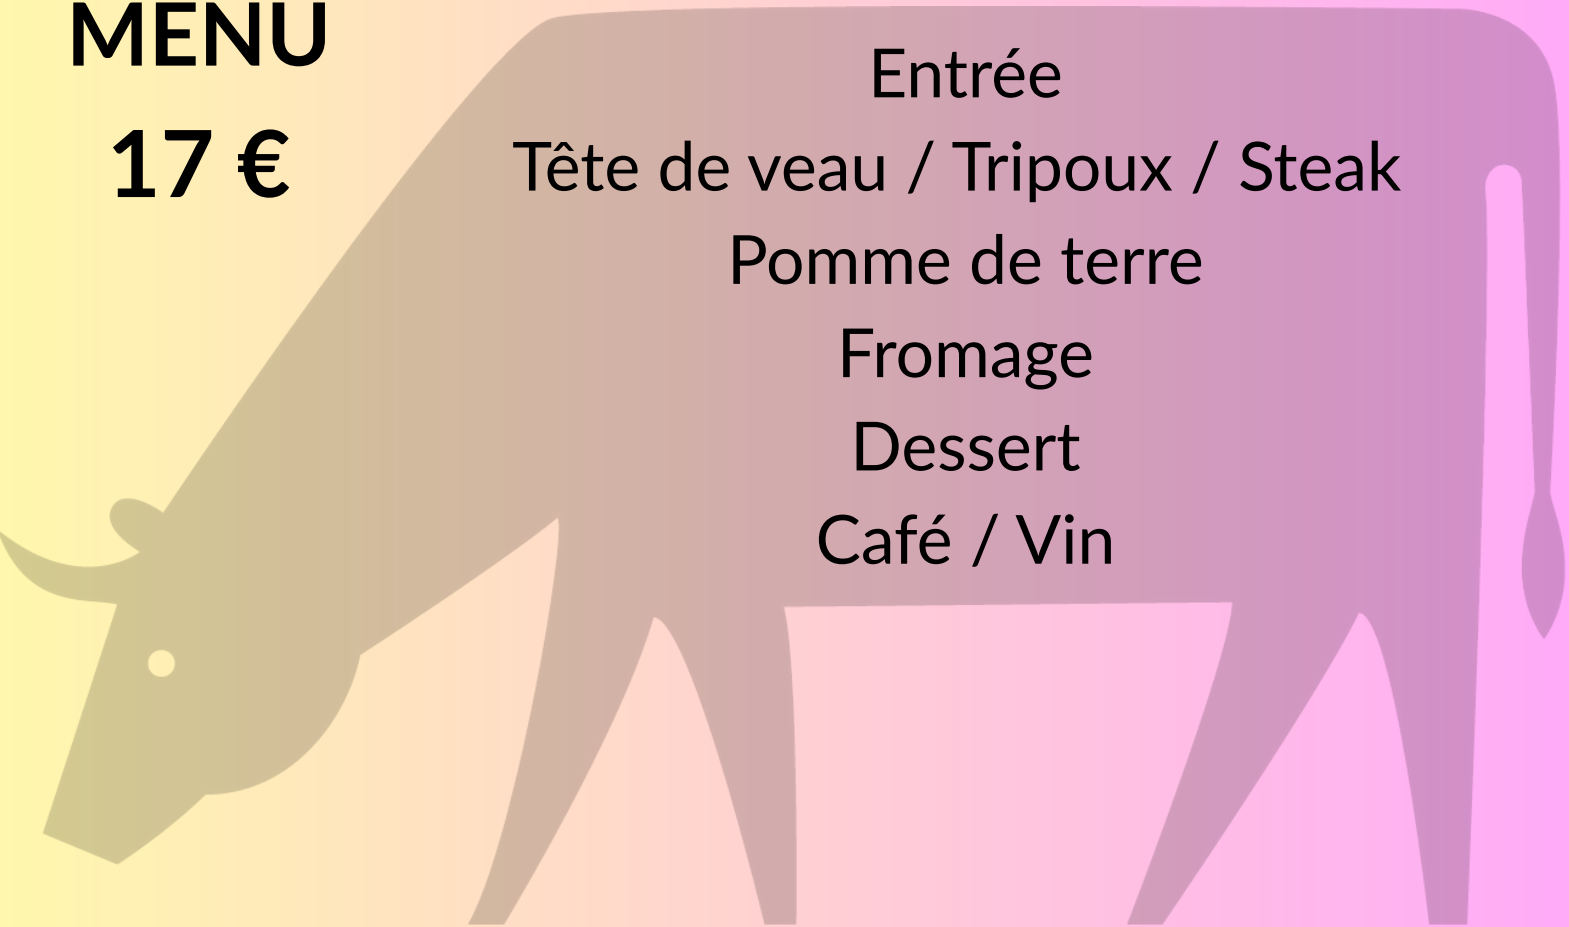 MENU
17 €
Entrée
Tête de veau / Tripoux / Steak
Pomme de terre
Fromage
Dessert
Café / Vin